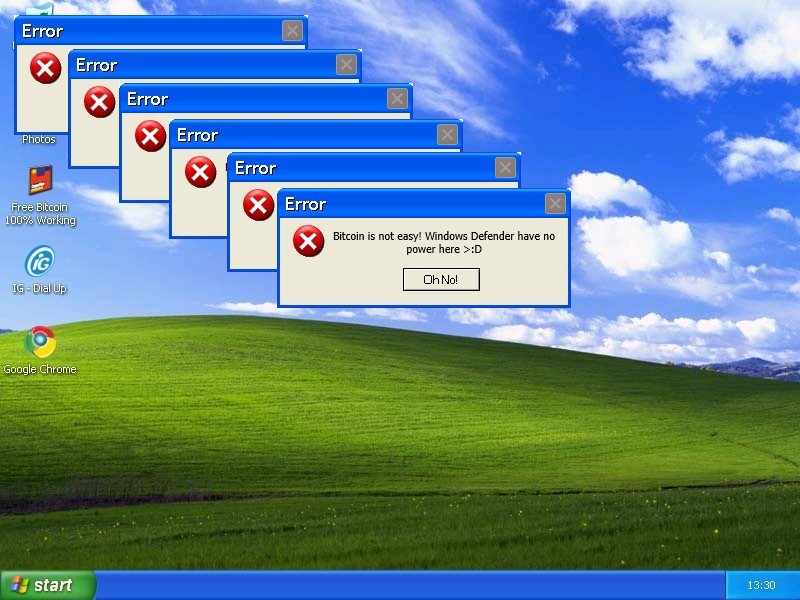 Error
Error
Error
Error
Error
Error
Bitcoin is not easy! Windows Defender have no
power here >:D
Oh No!
Photos
Free Bitcoin
100% Working
iG
IG - Dial Up
Google Chrome
start
13:30